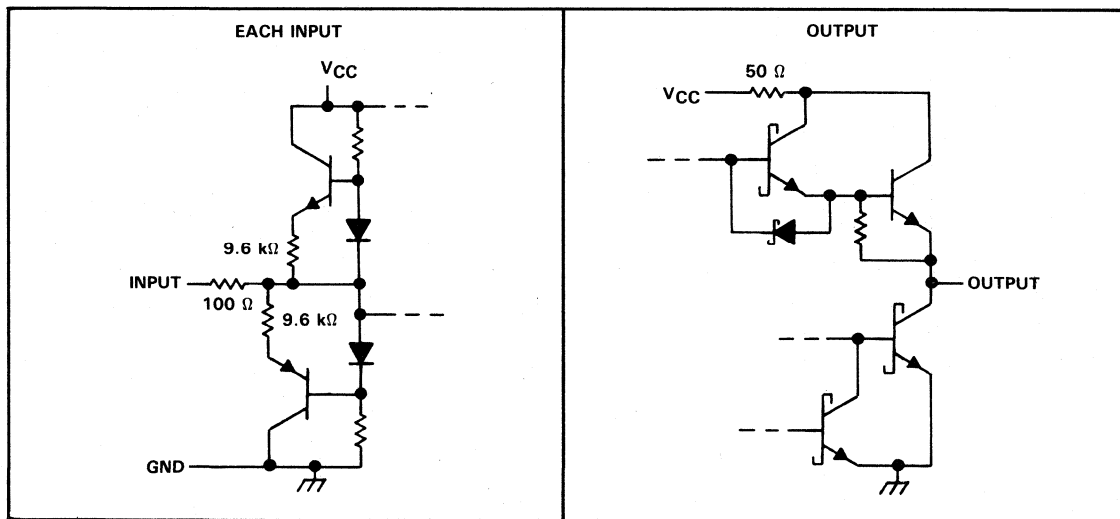 EACH INPUT
VCC
9.6 kΩ
INPUT
100 Ω
9.6 kΩ
GND
OUTPUT
50 Ω
VCC
OUTPUT